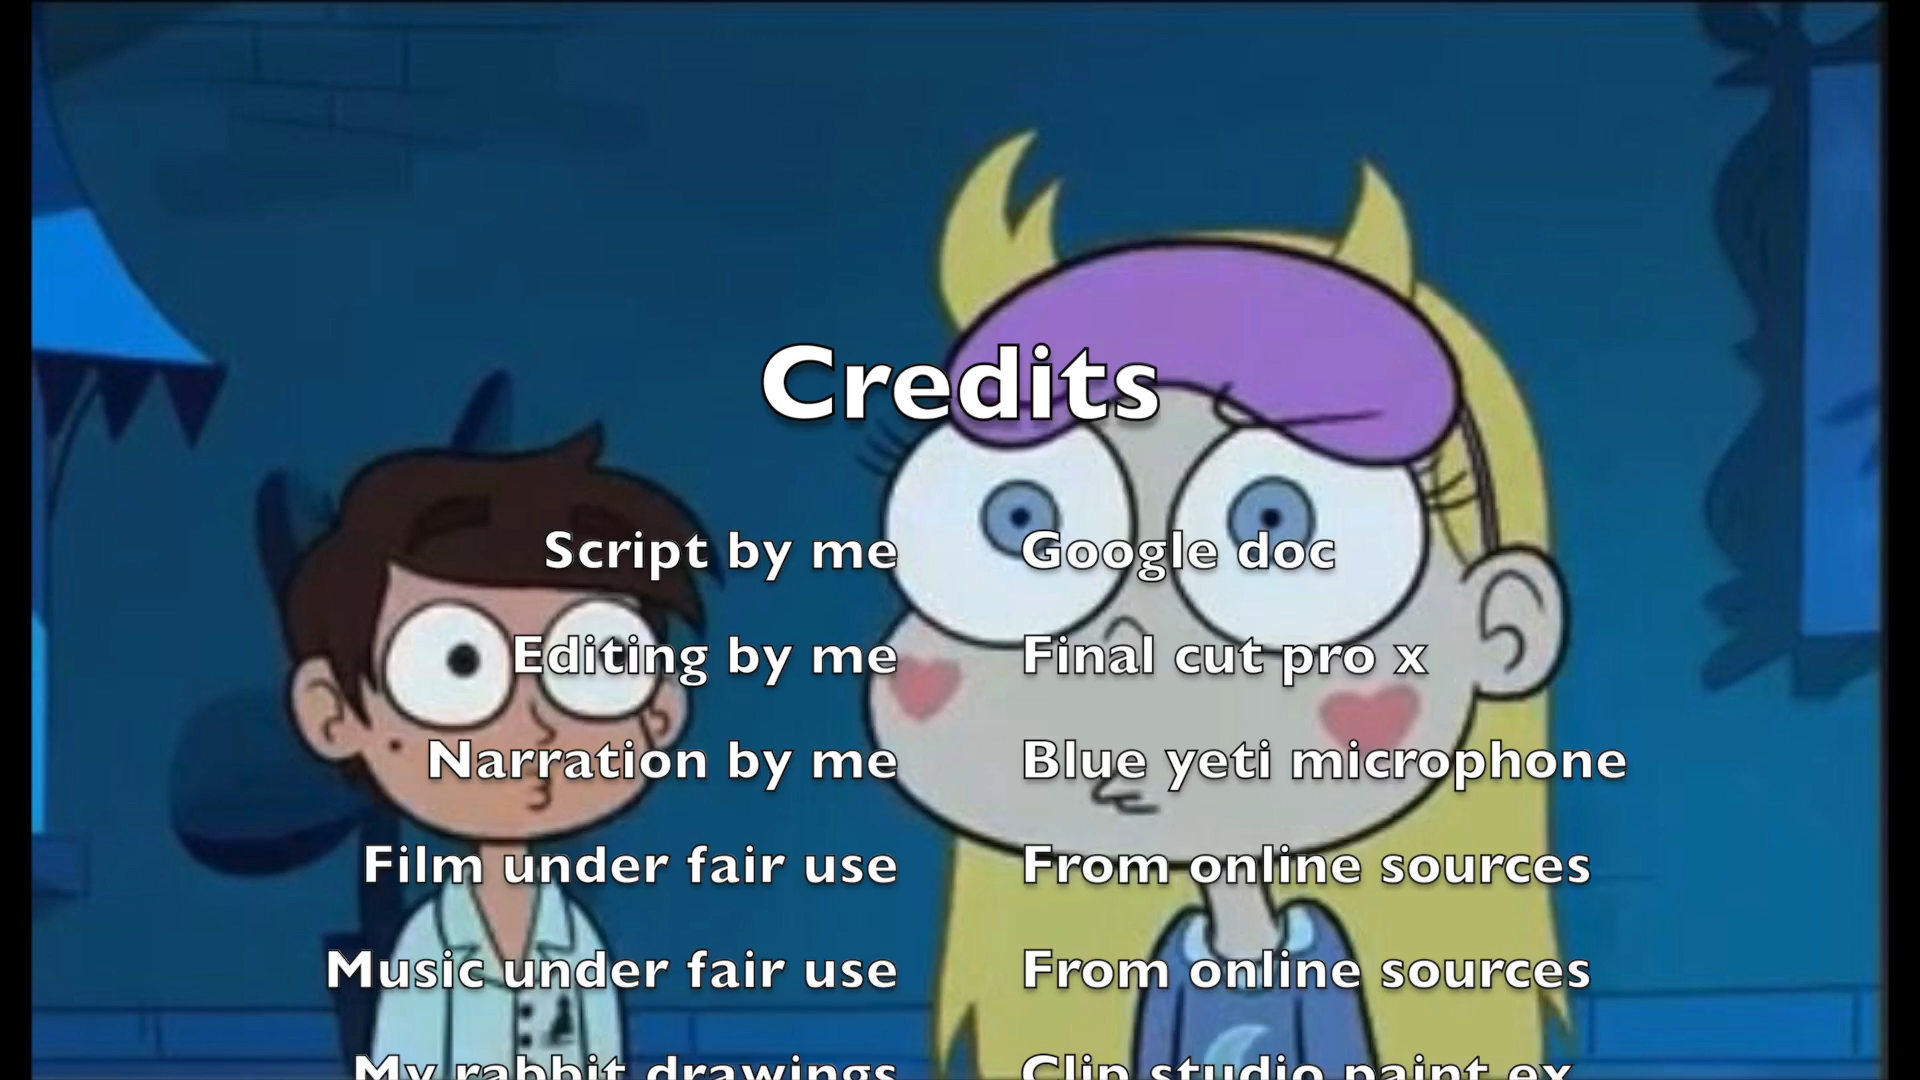 Credits
Script by me Google doc
Editing by me Final cut pro x
Narration by me Blue yeti microphone
Film under fair use From online sources
Music under fair use From online sources
My rabbit drawings Clip studio paint ex